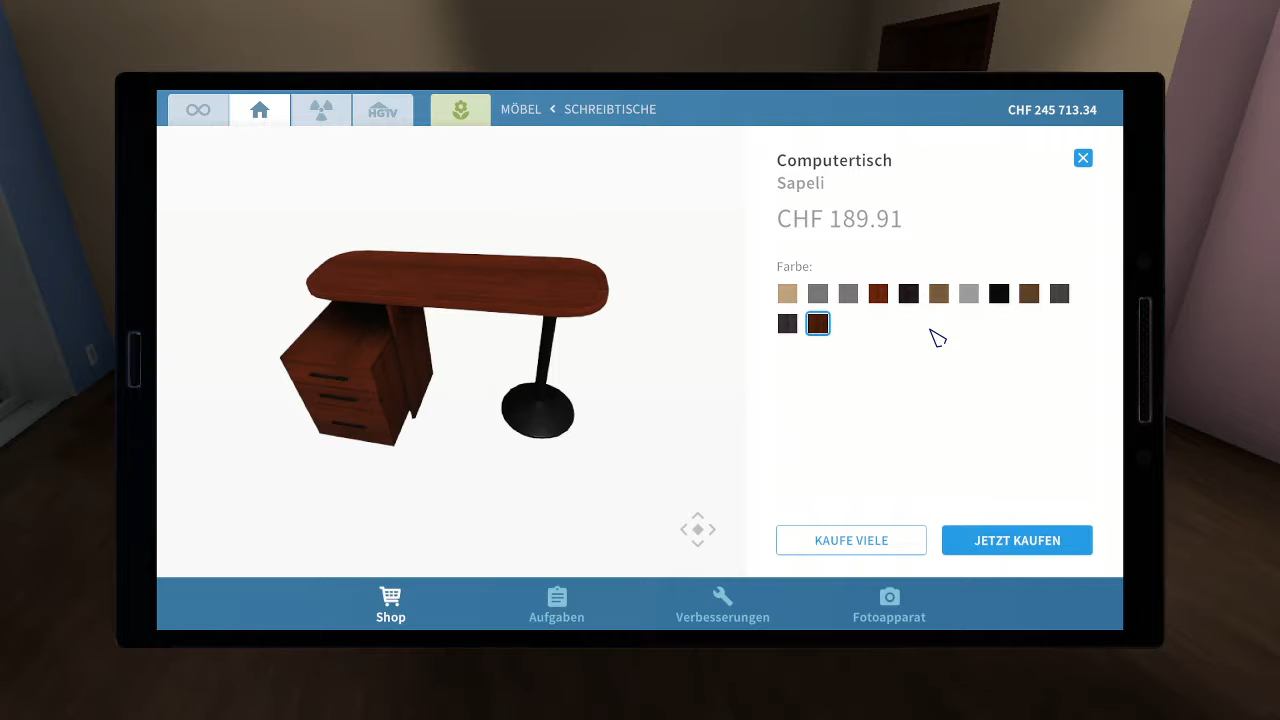 HGTV
MÖBEL < SCHREIBTISCHE
CHF 245 713.34
Computertisch
Sapeli
CHF 189.91
Farbe:
KAUFE VIELE
JETZT KAUFEN
Shop
Aufgaben
Verbesserungen
Fotoapparat